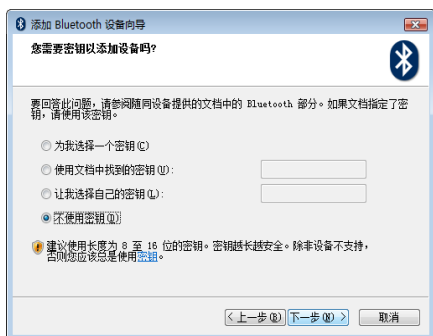 添加 Bluetooth 设备向导
您需要密钥以添加设备吗?
要回答此问题，请参阅随同设备提供的文档中的 Bluetooth 部分。如果文档指定了密
钥，请使用该密钥。
为我选择一个密钥(C)
使用文档中找到的密钥(U):
让我选择自己的密钥(L):
不使用密钥(D)
建议使用长度为 8 至 16 位的密钥。密钥越长越安全。除非设备不支持，
否则您应该总是使用密钥。
< 上一步(B) 下一步(N) > 取消